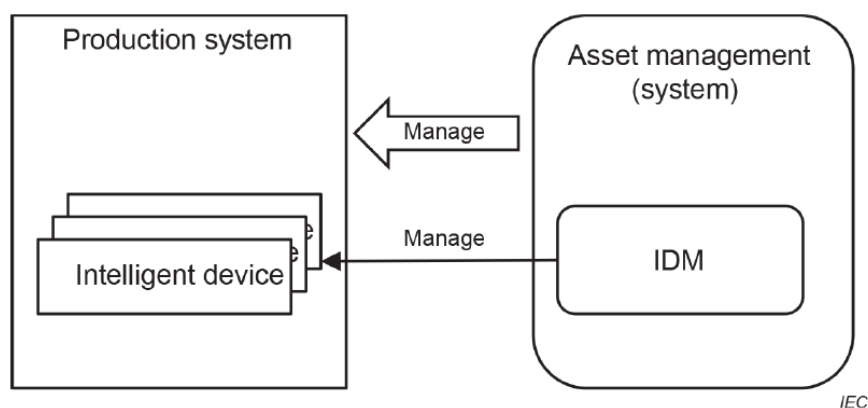 Production system
Asset management
(system)
Manage
Manage
Intelligent device
IDM
IEC